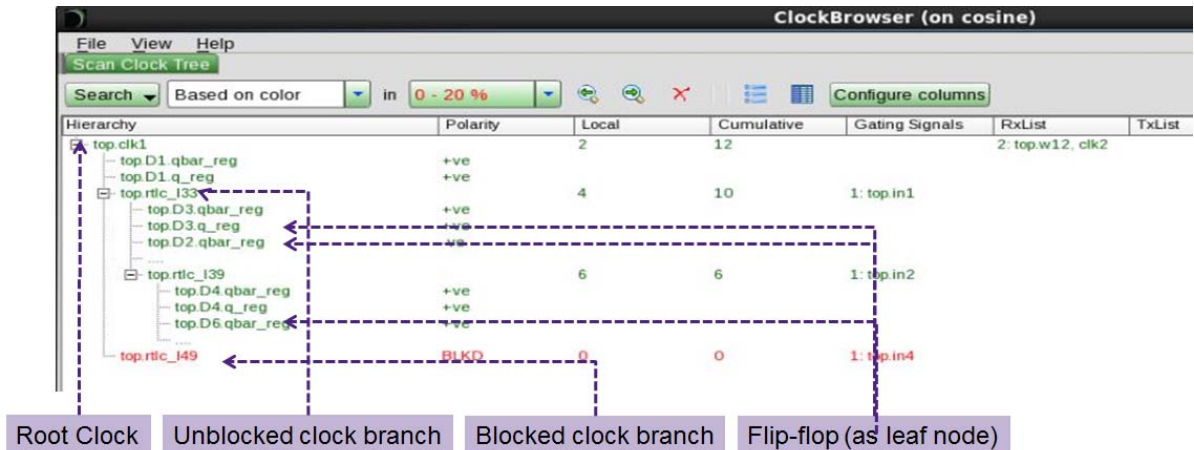 ClockBrowser (on cosine)
File View Help
Scan Clock Tree
Search Based on color in 0 - 20 % Configure columns
Hierarchy Polarity Local Cumulative Gating Signals RxList TxList
top.clk1 2 12 2: top.w12, clk2
top.D1.qbar_reg +ve
top.D1.q_reg +ve
top.rtlc_I33 4 10 1: top.in1
top.D3.qbar_reg +ve
top.D3.q_reg +ve
top.D2.qbar_reg
....
top.rtlc_I39 6 6 1: top.in2
top.D4.qbar_reg +ve
top.D4.q_reg +ve
top.D6.qbar_reg +ve
....
top.rtlc_I49 BLKD 0 0 1: top.in4
Root Clock Unblocked clock branch Blocked clock branch Flip-flop (as leaf node)